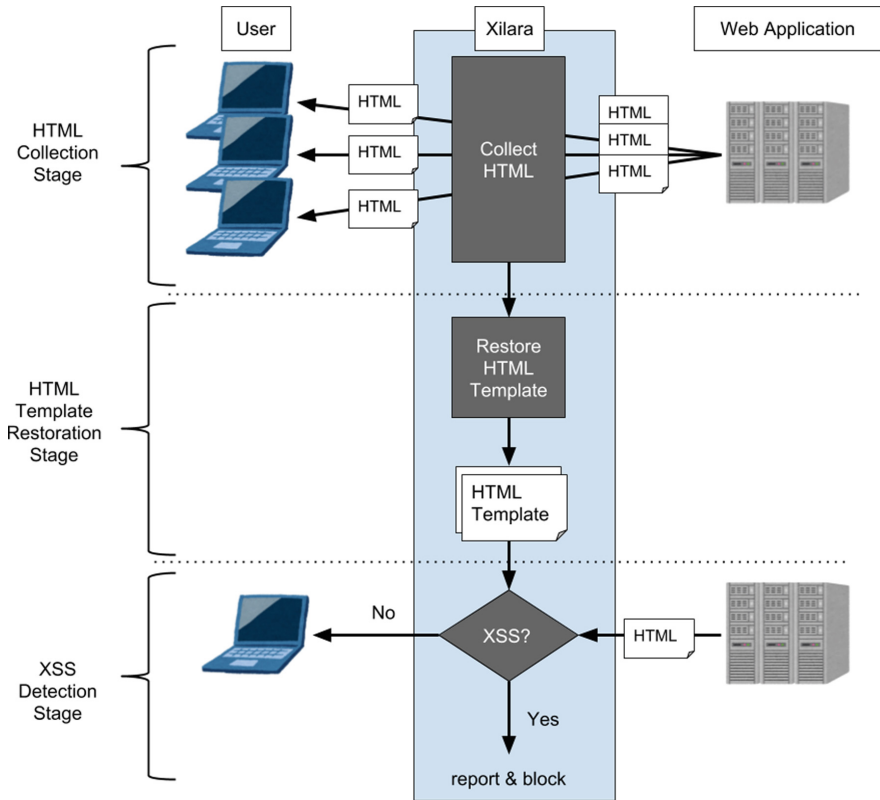 User
Xilara
Web Application
HTML
Collection
Stage
HTML
HTML
HTML
Collect
HTML
HTML
HTML
HTML
HTML
Template
Restoration
Stage
Restore
HTML
Template
HTML
Template
XSS
Detection
Stage
No
XSS?
HTML
Yes
report & block